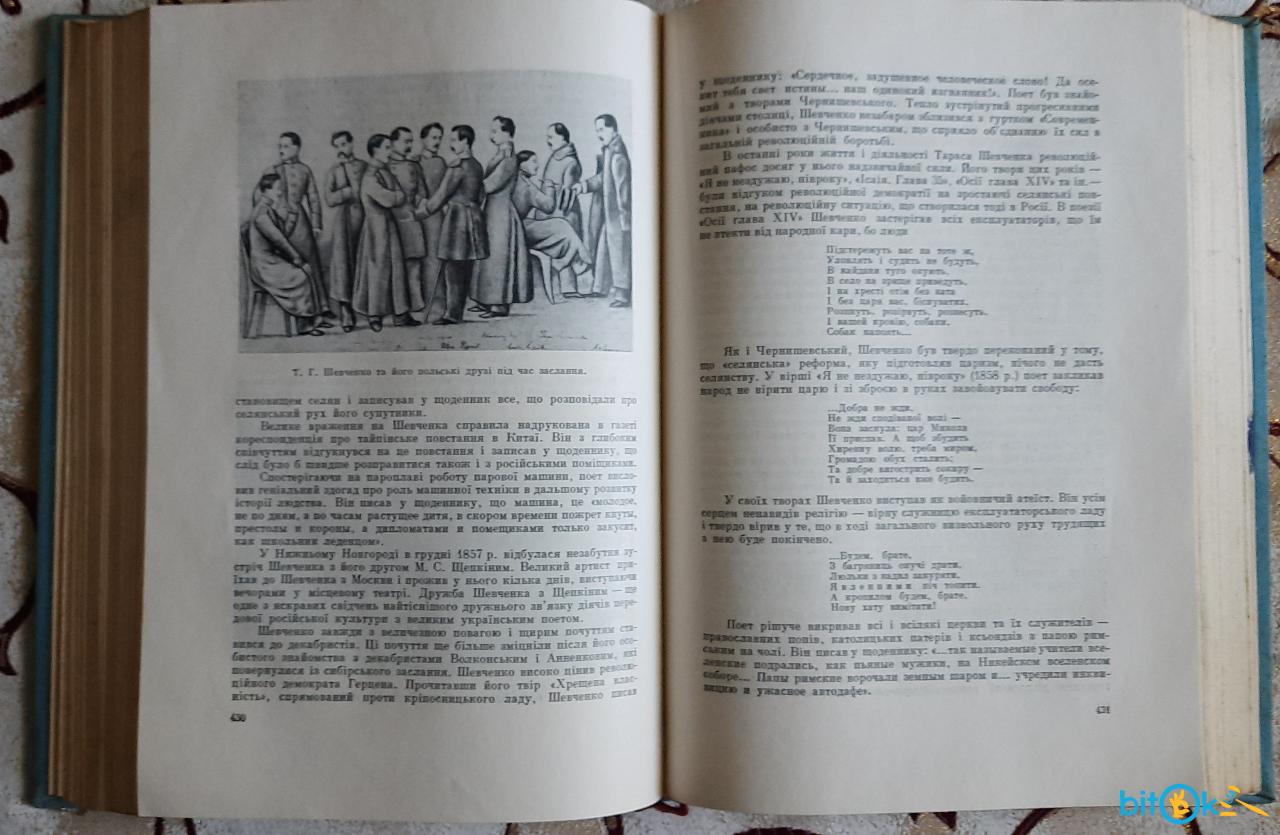 Т. Г. Шевченко та його польські друзі під час заслання.
становищем селян і записував у щоденник все, що розповідали про
селянський рух його супутники.
Велике враження на Шевченка справила надрукована в газеті
кореспонденція про тайпінське повстання в Китаї. Він з глибоким
співчуттям відгукнувся на це повстання і записав у щоденнику, що
слід було б швидше розправитися також і з російськими поміщиками.
Спостерігаючи на пароплаві роботу парової машини, поет висло-
вив геніальний здогад про роль машинної техніки в дальшому розвитку
історії людства. Він писав у щоденнику, що машина, це «молодое,
не по дням, а по часам растущее дитя, в скором времени пожрет кнуты,
престолы и короны, а дипломатами и помещиками только закусит,
как школьник леденцом».
У Нижньому Новгороді в грудні 1857 р. відбулася незабутня зу-
стріч Шевченка з його другом М. С. Щепкіним. Великий артист при-
їхав до Шевченка з Москви і прожив у нього кілька днів, виступаючи
вечорами у місцевому театрі. Дружба Шевченка з Щепкіним — ще
одне з яскравих свідчень найтіснішого дружнього зв'язку діячів пере-
дової російської культури з великим українським поетом.
Шевченко завжди з величезною повагою і щирим почуттям ста-
вився до декабристів. Ці почуття ще більше зміцніли після його осо-
бистого знайомства з декабристами Волконським і Анненковим, які
повернулися із сибірського заслання. Шевченко високо цінив револю-
ційного демократа Герцена. Прочитавши його твір «Хрещена влас-
ність», спрямований проти кріпосницького ладу, Шевченко писав
430
у щоденнику: «Сердечное, задушевное человеческое слово! Да осе-
нит тебя свет истины... наш одинокий изгнанник!». Поет був знайо-
мий з творами Чернишевського. Тепло зустрінутий прогресивними
діячами столиці, Шевченко незабаром зблизився з гуртком «Современ-
ника» і особисто з Чернишевським, що сприяло об'єднанню їх сил в
загальній революційній боротьбі.
В останні роки життя і діяльності Тараса Шевченка революцій-
ний пафос досяг у нього надзвичайної сили. Його твори цих років —
«Я не нездужаю, нівроку», «Ісаія. Глава 35», «Осії глава XIV» та ін.—
були відгуком революційної демократії на зростаючі селянські пов-
стання, на революційну ситуацію, що створилася тоді в Росії. В поезії
«Осії глава XIV» Шевченко застерігав всіх експлуататорів, що їм
не втекти від народної кари, бо люди
Підстережуть вас на тоте ж,
Уловлять і судить не будуть,
В кайдани туго окують,
В село на зрище приведуть,
І на хресті отім без ката
І без царя вас, біснуватих,
Розпнуть, розірвуть, рознесуть,
І вашей кровію, собаки,
Собак напоять...
Як і Чернишевський, Шевченко був твердо переконаний у тому,
що «селянська» реформа, яку підготовляв царизм, нічого не дасть
селянству. У вірші «Я не нездужаю, нівроку» (1858 р.) поет закликав
народ не вірити царю і зі зброєю в руках завойовувати свободу:
...Добра не жди,
Не жди сподіваної волі —
Вона заснула: цар Микола
Її приспав. А щоб збудить
Хиренну волю, треба миром,
Громадою обух сталить;
Та добре вигострить сокиру —
Та й заходиться вже будить.
У своїх творах Шевченко виступав як войовничий атеїст. Він усім
серцем ненавидів релігію — вірну служницю експлуататорського ладу
і твердо вірив у те, що в ході загального визвольного руху трудящих
з нею буде покінчено.
...Будем, брате,
З багряниць онучі драти,
Люльки з кадил закуряти,
Явленними піч топити,
А кропилом будем, брате,
Нову хату вимітати!
Поет рішуче викривав всі і всілякі церкви та їх служителів —
православних попів, католицьких патерів і ксьондзів з папою рим-
ським на чолі. Він писав у щоденнику: «...так называемые учители все-
ленские подрались, как пьяные мужики, на Никейском вселенском
соборе... Папы римские ворочали земным шаром и... учредили инкви-
зицию и ужасное автодафе».
431
bitOk